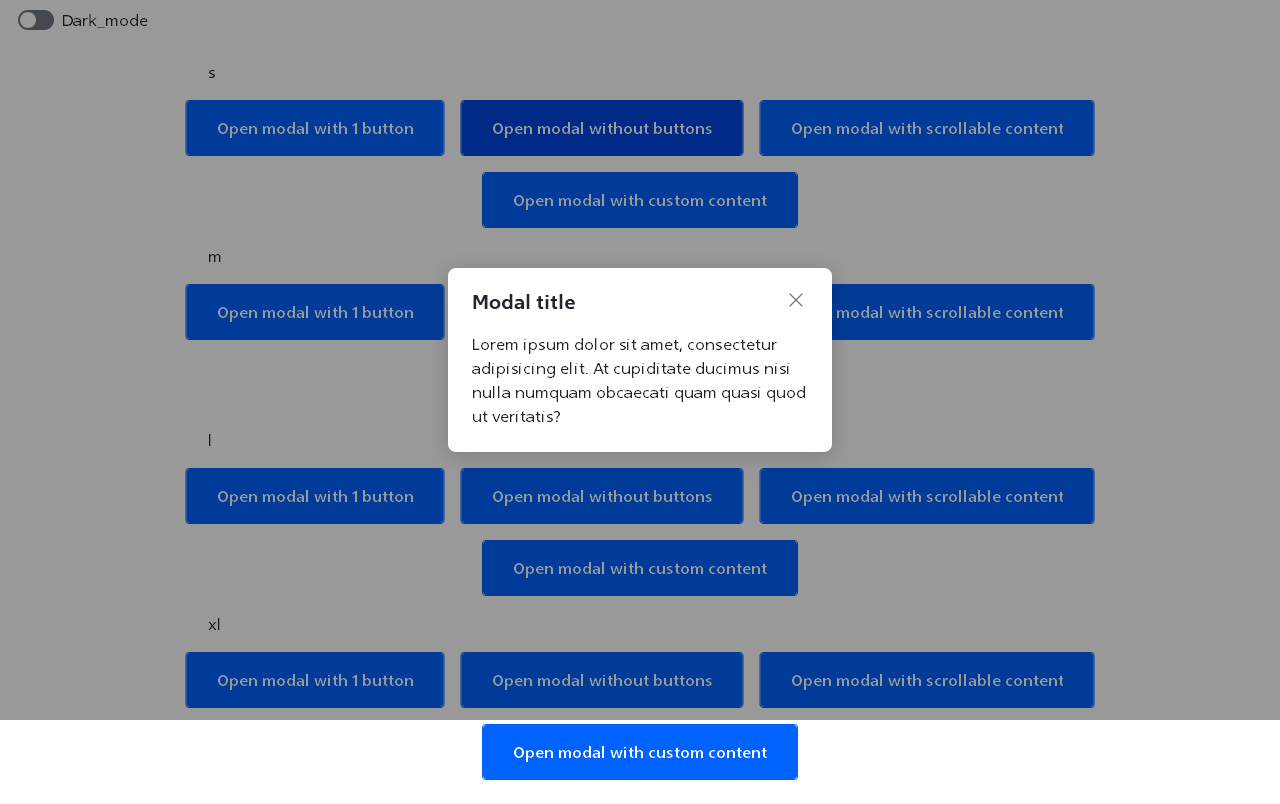 Dark_mode
s
Open modal with 1 button
Open modal without buttons
Open modal with scrollable content
Open modal with custom content
m
Open modal with 1 button
modal with scrollable content
Modal title
Lorem ipsum dolor sit amet, consectetur
adipisicing elit. At cupiditate ducimus nisi
nulla numquam obcaecati quam quasi quod
ut veritatis?
l
Open modal with 1 button
Open modal without buttons
Open modal with scrollable content
Open modal with custom content
xl
Open modal with 1 button
Open modal without buttons
Open modal with scrollable content
Open modal with custom content